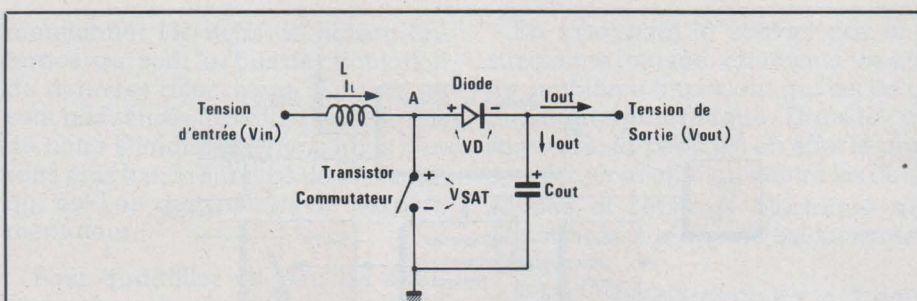 L
IL
Tension
d'entrée (Vin)
A
Diode
+ −
VD
Iout
Tension de
Sortie (Vout)
Iout
Transistor
Commutateur
+
VSAT
−
+
Cout